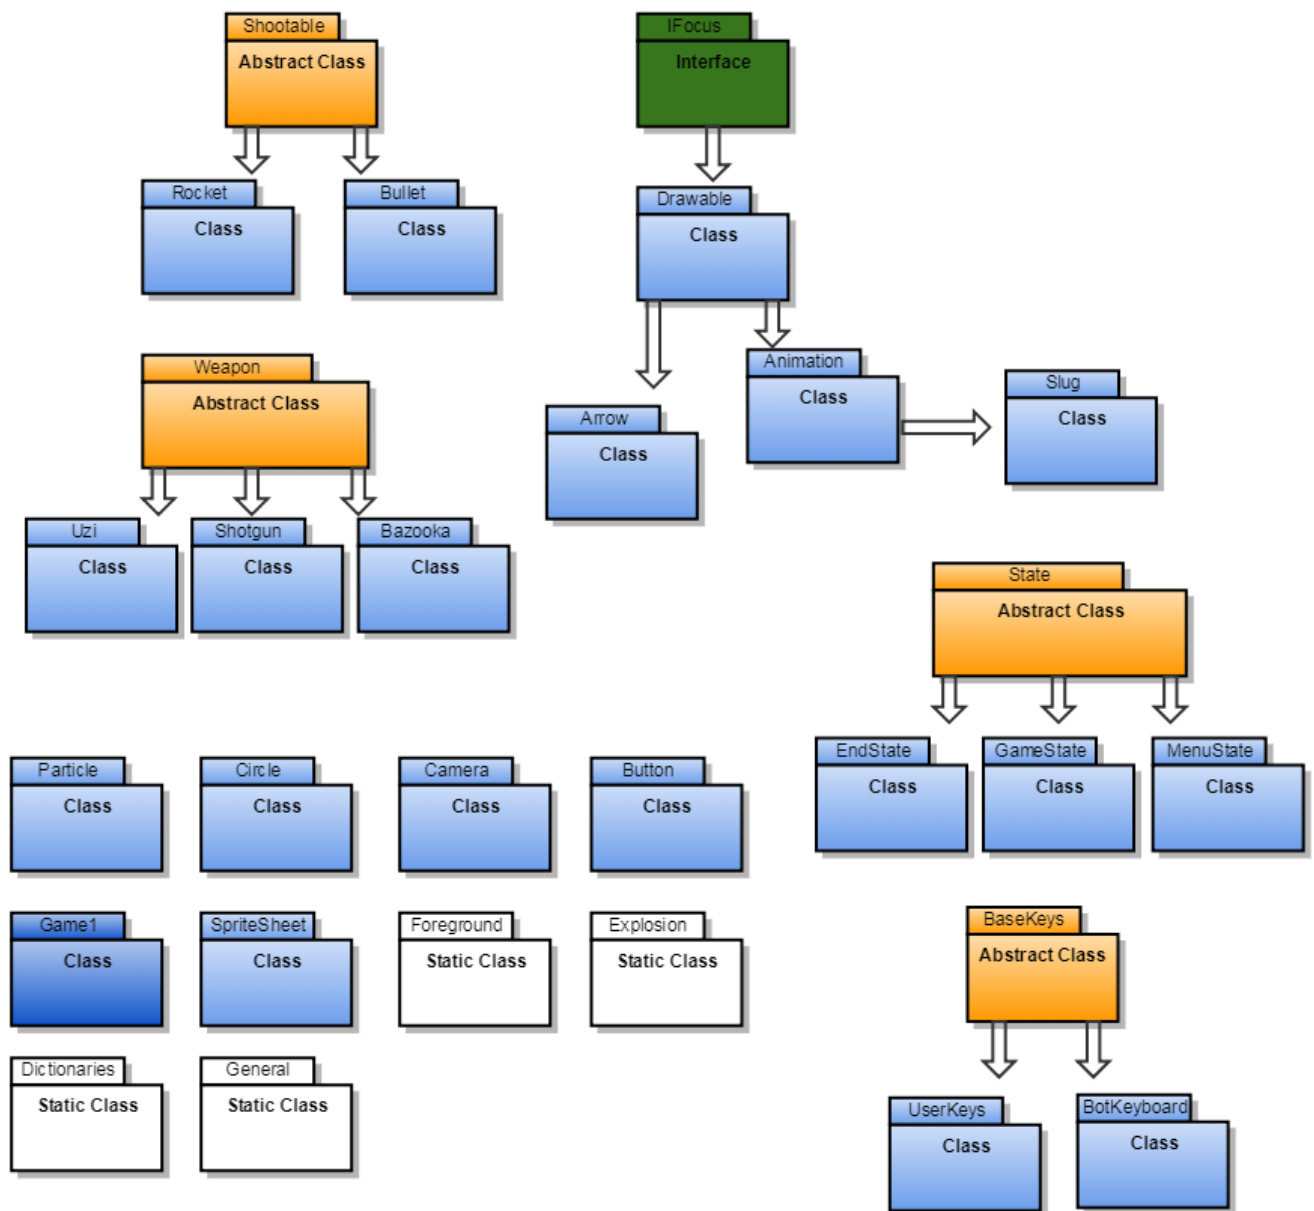 Shootable
Abstract Class
IFocus
Interface
Rocket
Class
Bullet
Class
Drawable
Class
Weapon
Abstract Class
Animation
Class
Slug
Class
Arrow
Class
Uzi
Class
Shotgun
Class
Bazooka
Class
State
Abstract Class
EndState
Class
GameState
Class
MenuState
Class
Particle
Class
Circle
Class
Camera
Class
Button
Class
Game1
Class
SpriteSheet
Class
Foreground
Static Class
Explosion
Static Class
BaseKeys
Abstract Class
Dictionaries
Static Class
General
Static Class
UserKeys
Class
BotKeyboard
Class